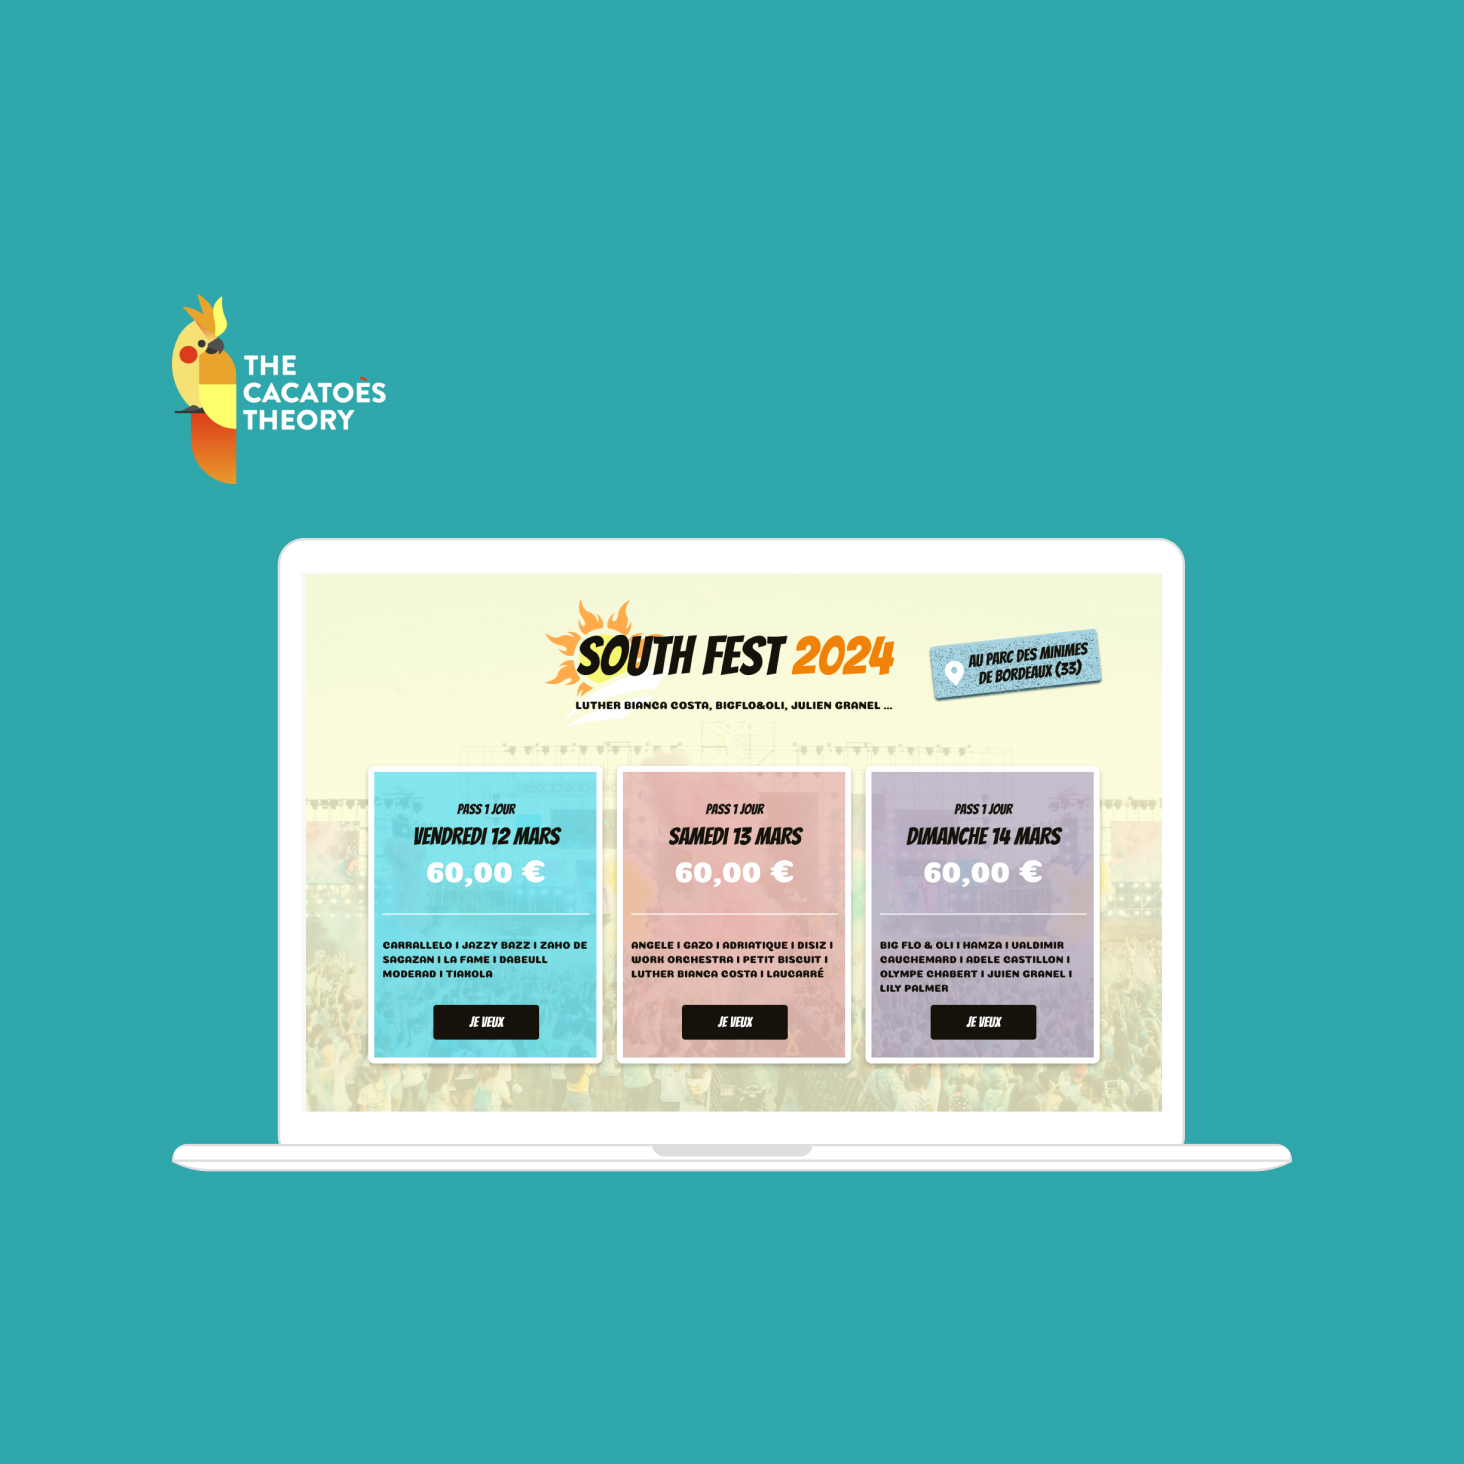 THE
CACATOÈS
THEORY
SOUTH FEST 2024
LUTHER BIANCA COSTA, BIGFLO&OLI, JULIEN GRANEL ...
AU PARC DES MINIMES
DE BORDEAUX (33)
PASS 1 JOUR
VENDREDI 12 MARS
60,00 €
CARRALLELO I JAZZY BAZZ I ZAHO DE
SAGAZAN I LA FAME I DABEULL
MODERAD I TIAKOLA
JE VEUX
PASS 1 JOUR
SAMEDI 13 MARS
60,00 €
ANGELE I GAZO I ADRIATIQUE I DISIZ I
WORK ORCHESTRA I PETIT BISCUIT I
LUTHER BIANCA COSTA I LAUCARRÉ
JE VEUX
PASS 1 JOUR
DIMANCHE 14 MARS
60,00 €
BIG FLO & OLI I HAMZA I VALDIMIR
CAUCHEMARD I ADELE CASTILLON I
OLYMPE CHABERT I JUIEN GRANEL I
LILY PALMER
JE VEUX